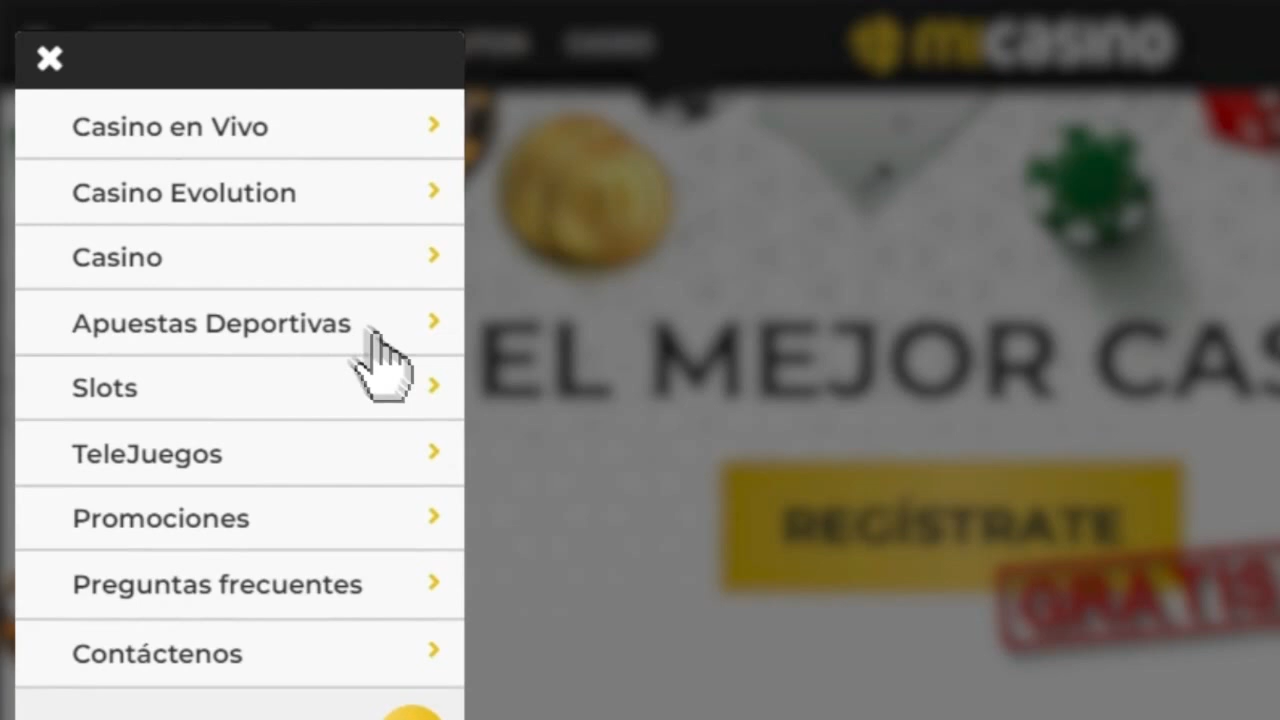 micasino
Casino en Vivo
Casino Evolution
Casino
Apuestas Deportivas
Slots
TeleJuegos
Promociones
Preguntas frecuentes
Contáctenos
EL MEJOR CAS
REGÍSTRATE
GRATIS